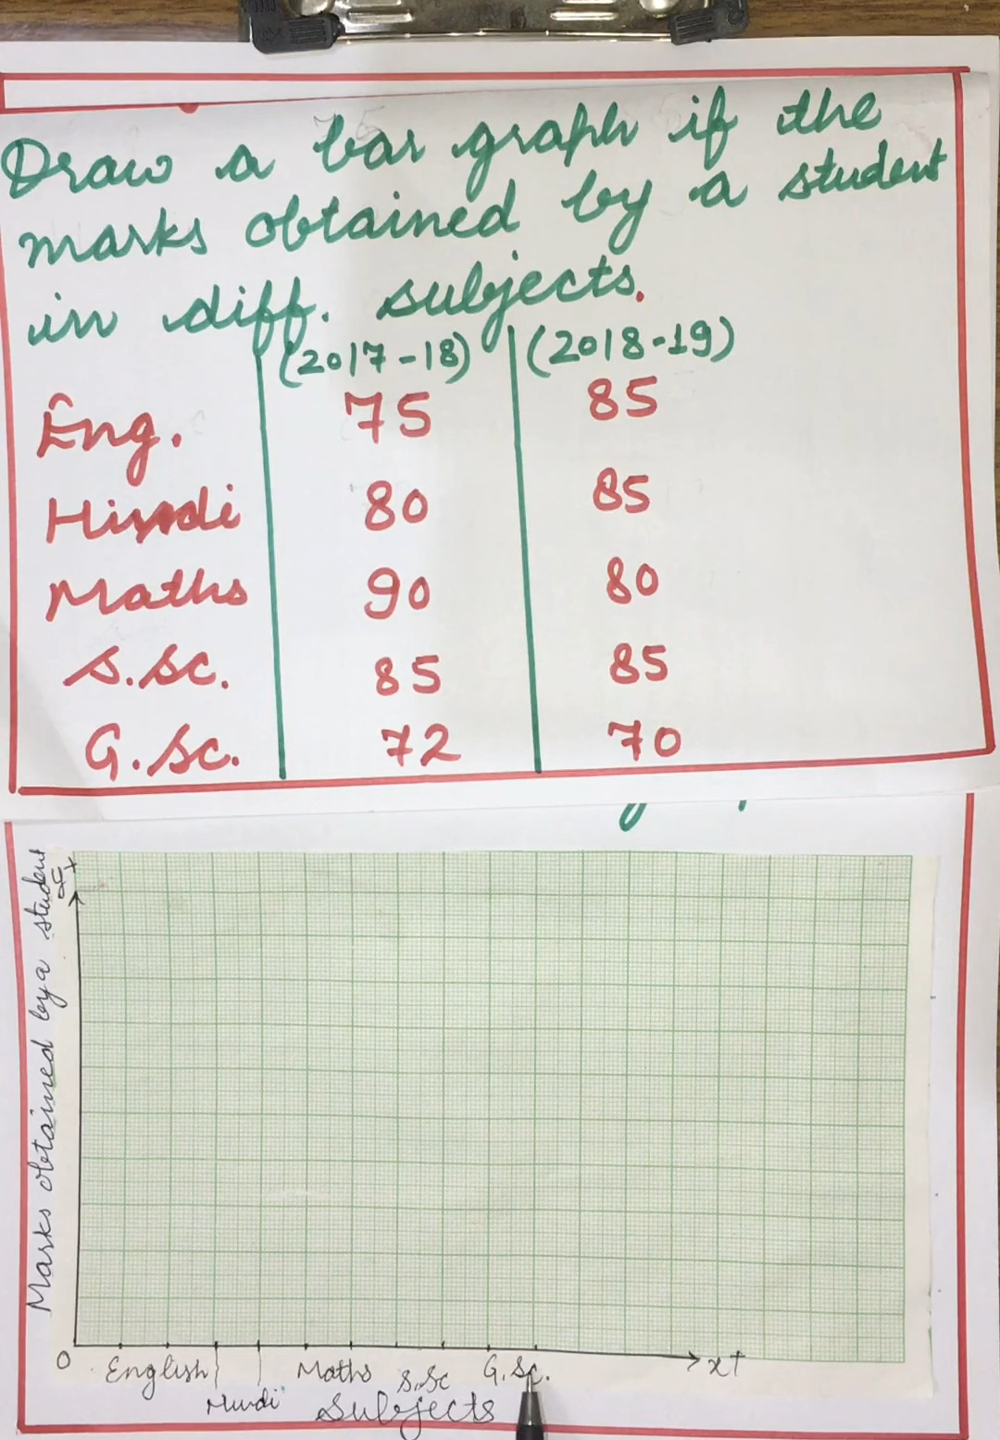 Draw a bar graph if the
marks obtained by a student
in diff. subjects.
(2017-18) (2018-19)
Eng. 75 85
Hindi 80 85
Maths 90 80
S.Sc. 85 85
G.Sc. 72 70
Marks obtained by a student
0
English
Hindi
Maths
S.Sc
G.Sc.
x+
Subjects